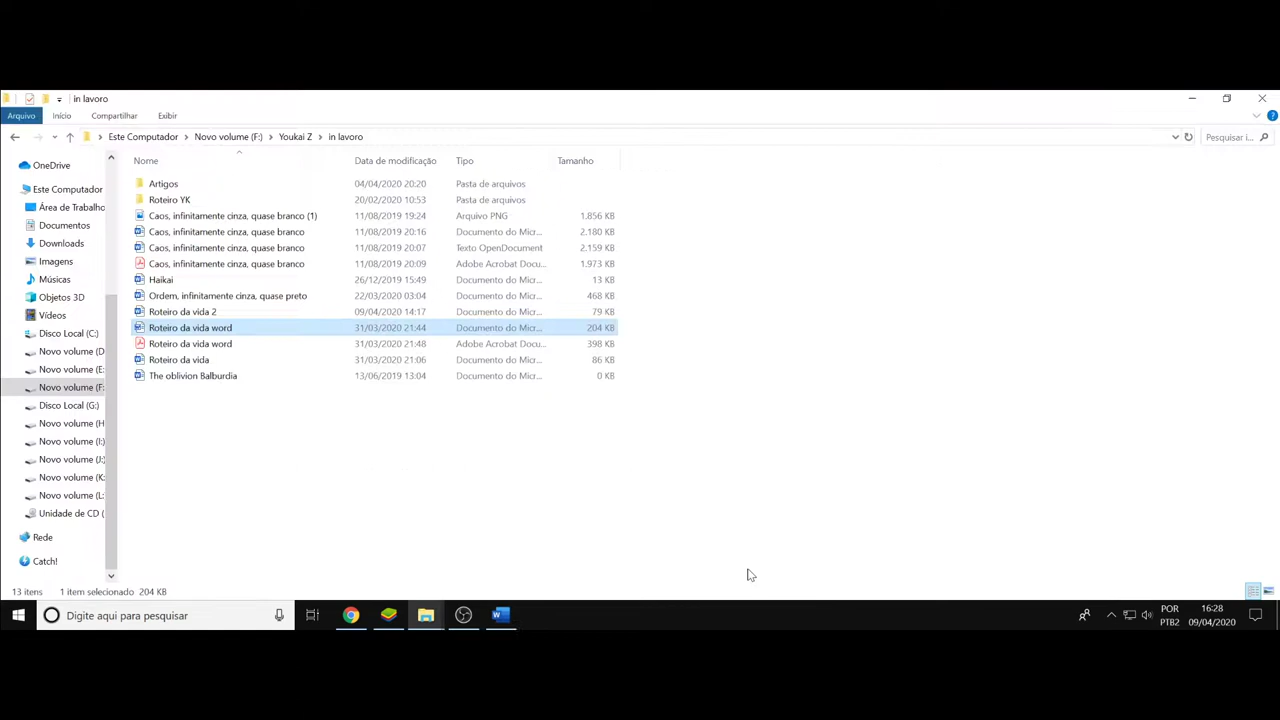 in lavoro
Arquivo Início Compartilhar Exibir
Este Computador Novo volume (F:) Youkai Z in lavoro Pesquisar i...
Nome Data de modificação Tipo Tamanho
OneDrive
Este Computador
Área de Trabalho
Documentos
Downloads
Imagens
Músicas
Objetos 3D
Vídeos
Disco Local (C:)
Novo volume (D
Novo volume (E:
Novo volume (F:
Disco Local (G:)
Novo volume (H
Novo volume (I:)
Novo volume (J:)
Novo volume (K:
Novo volume (L:
Unidade de CD (
Rede
Catch!
Artigos 04/04/2020 20:20 Pasta de arquivos
Roteiro YK 20/02/2020 10:53 Pasta de arquivos
Caos, infinitamente cinza, quase branco (1) 11/08/2019 19:24 Arquivo PNG 1.856 KB
Caos, infinitamente cinza, quase branco 11/08/2019 20:16 Documento do Micr... 2.180 KB
Caos, infinitamente cinza, quase branco 11/08/2019 20:07 Texto OpenDocument 2.159 KB
Caos, infinitamente cinza, quase branco 11/08/2019 20:09 Adobe Acrobat Docu... 1.973 KB
Haikai 26/12/2019 15:49 Documento do Micr... 13 KB
Ordem, infinitamente cinza, quase preto 22/03/2020 03:04 Documento do Micr... 468 KB
Roteiro da vida 2 09/04/2020 14:17 Documento do Micr... 79 KB
Roteiro da vida word 31/03/2020 21:44 Documento do Micr... 204 KB
Roteiro da vida word 31/03/2020 21:48 Adobe Acrobat Docu... 398 KB
Roteiro da vida 31/03/2020 21:06 Documento do Micr... 86 KB
The oblivion Balburdia 13/06/2019 13:04 Documento do Micr... 0 KB
13 itens 1 item selecionado 204 KB
Digite aqui para pesquisar
POR
PTB2
16:28
09/04/2020